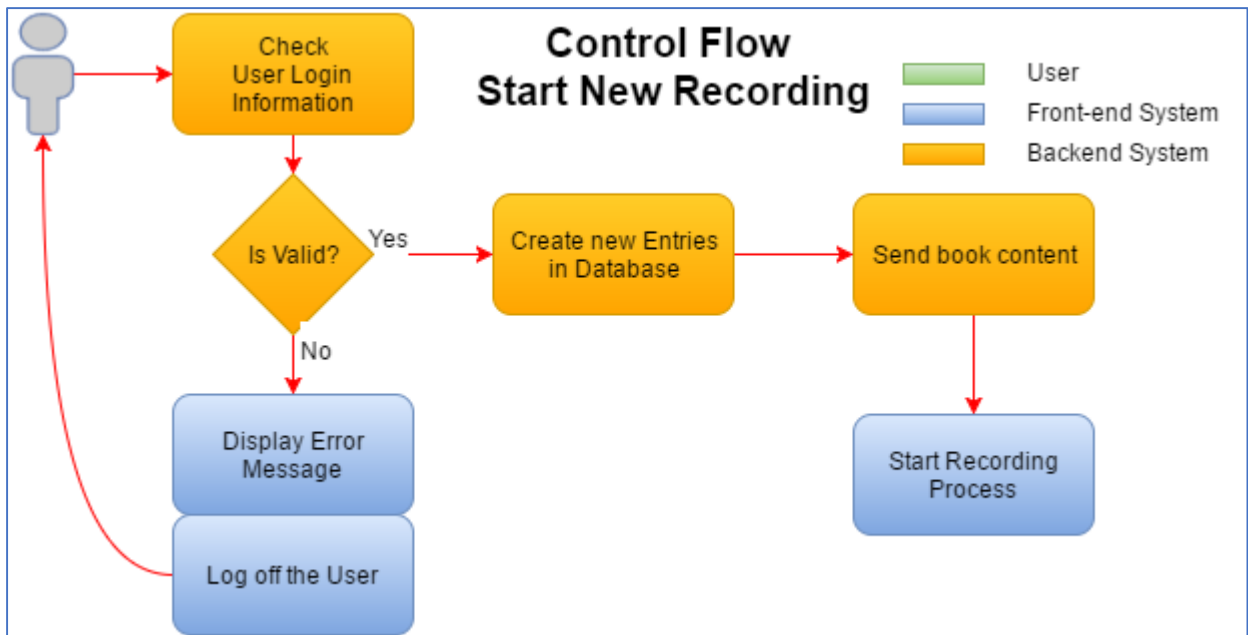 Check
User Login
Information
Control Flow
Start New Recording
User
Front-end System
Backend System
Is Valid?
Yes
Create new Entries
in Database
Send book content
No
Display Error
Message
Start Recording
Process
Log off the User